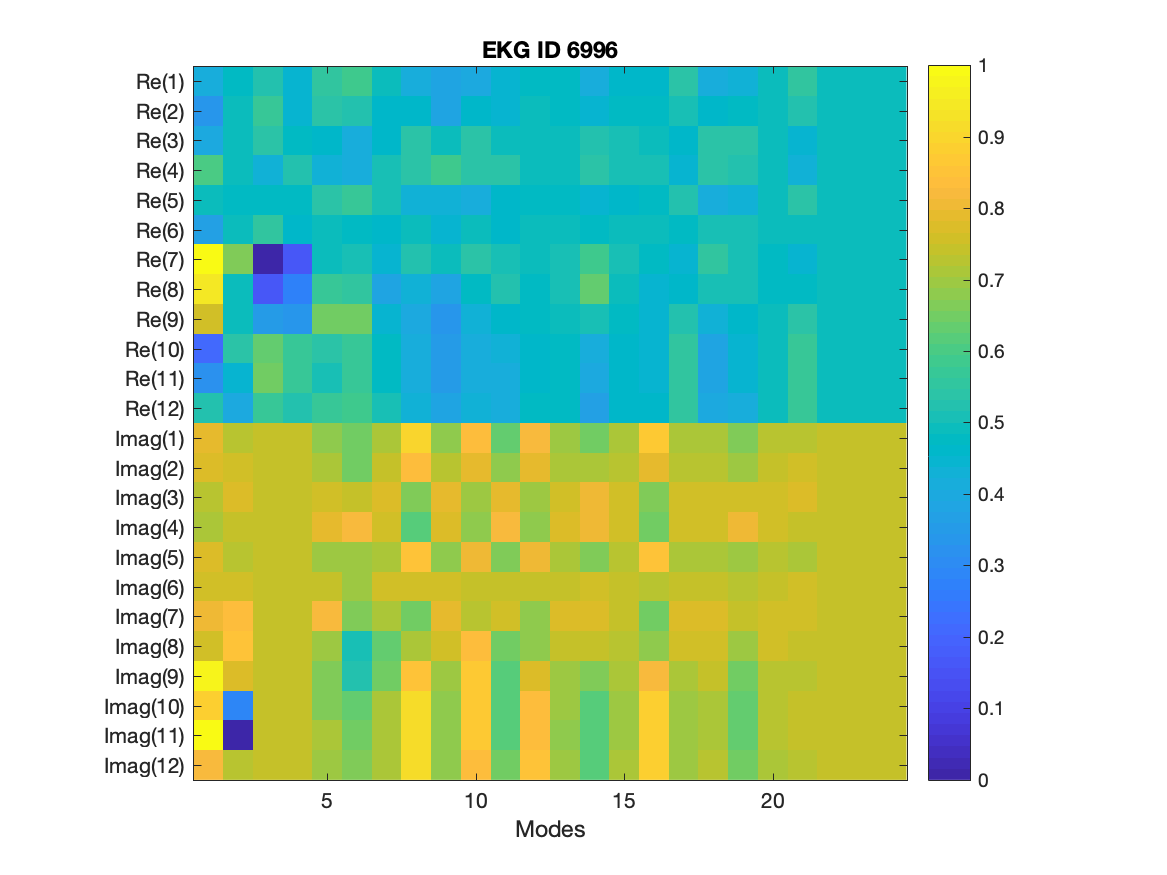 EKG ID 6996
Re(1)
Re(2)
Re(3)
Re(4)
Re(5)
Re(6)
Re(7)
Re(8)
Re(9)
Re(10)
Re(11)
Re(12)
Imag(1)
Imag(2)
Imag(3)
Imag(4)
Imag(5)
Imag(6)
Imag(7)
Imag(8)
Imag(9)
Imag(10)
Imag(11)
Imag(12)
5 10 15 20
Modes
1
0.9
0.8
0.7
0.6
0.5
0.4
0.3
0.2
0.1
0